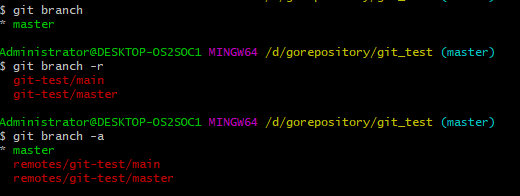 $ git branch
* master
Administrator@DESKTOP-OS2SOC1 MINGW64 /d/gorepository/git_test (master)
$ git branch -r
  git-test/main
  git-test/master
Administrator@DESKTOP-OS2SOC1 MINGW64 /d/gorepository/git_test (master)
$ git branch -a
* master
  remotes/git-test/main
  remotes/git-test/master